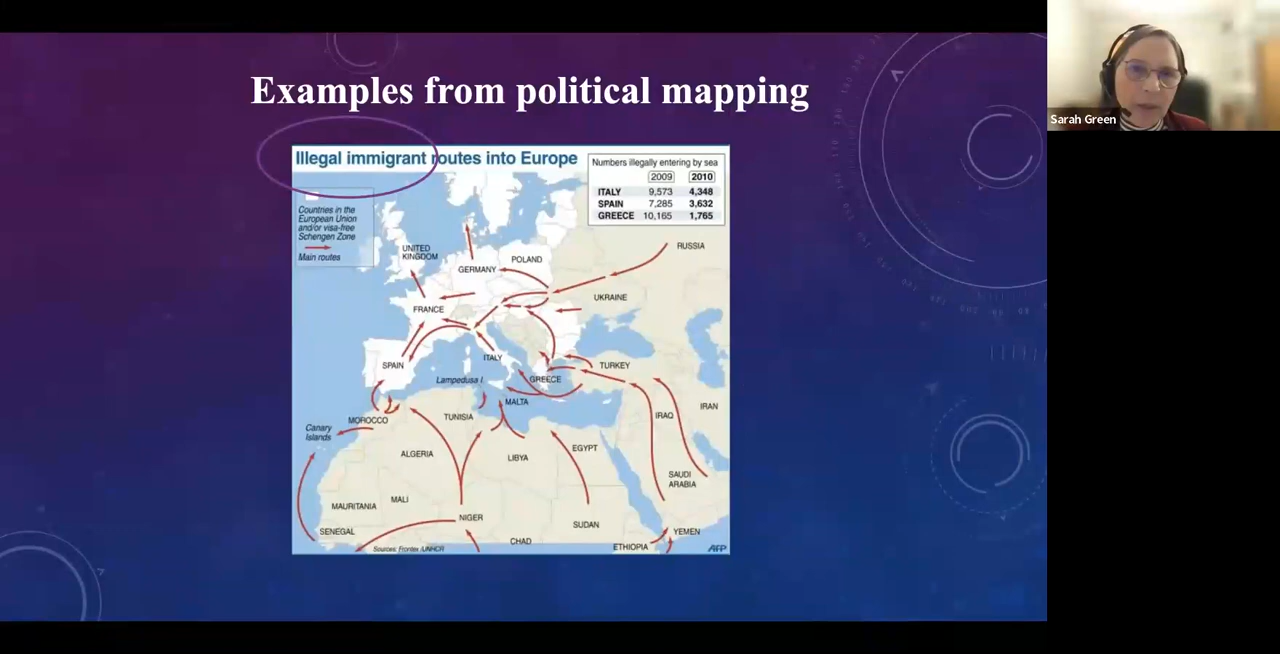 Examples from political mapping
Sarah Green
Illegal immigrant routes into Europe
Numbers illegally entering by sea
2009 2010
ITALY 9,573 4,348
SPAIN 7,285 3,632
GREECE 10,165 1,765
Countries in the
European Union
and/or visa-free
Schengen Zone
Main routes
RUSSIA
UNITED
KINGDOM
POLAND
GERMANY
UKRAINE
FRANCE
SPAIN
ITALY
TURKEY
Lampedusa I
GREECE
MALTA
IRAN
IRAQ
MOROCCO
TUNISIA
Canary
Islands
ALGERIA
LIBYA
EGYPT
SAUDI
ARABIA
MAURITANIA
MALI
NIGER
SUDAN
SENEGAL
YEMEN
CHAD
ETHIOPIA
Sources: Frontex /UNHCR
AFP